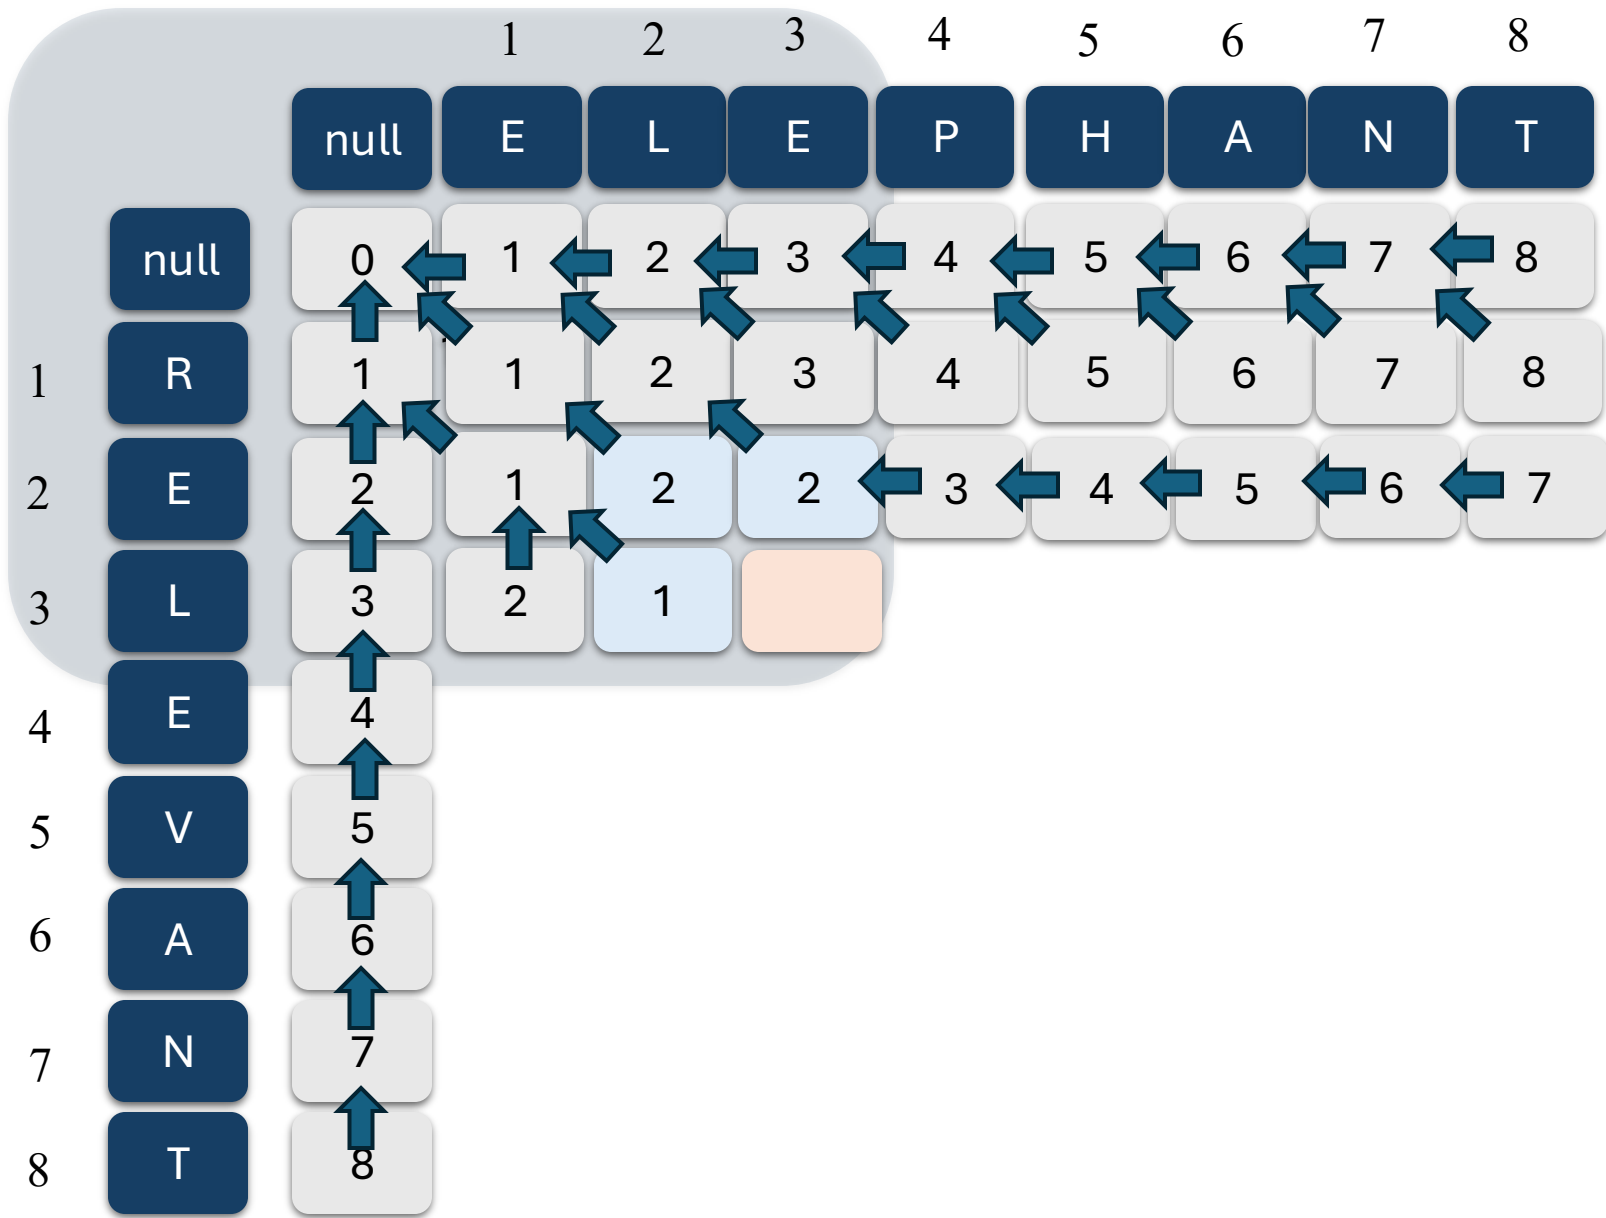 1 2 3 4 5 6 7 8
null E L E P H A N T
null 0 1 2 3 4 5 6 7 8
1 R 1 1 2 3 4 5 6 7 8
2 E 2 1 2 2 3 4 5 6 7
3 L 3 2 1
4 E 4
5 V 5
6 A 6
7 N 7
8 T 8